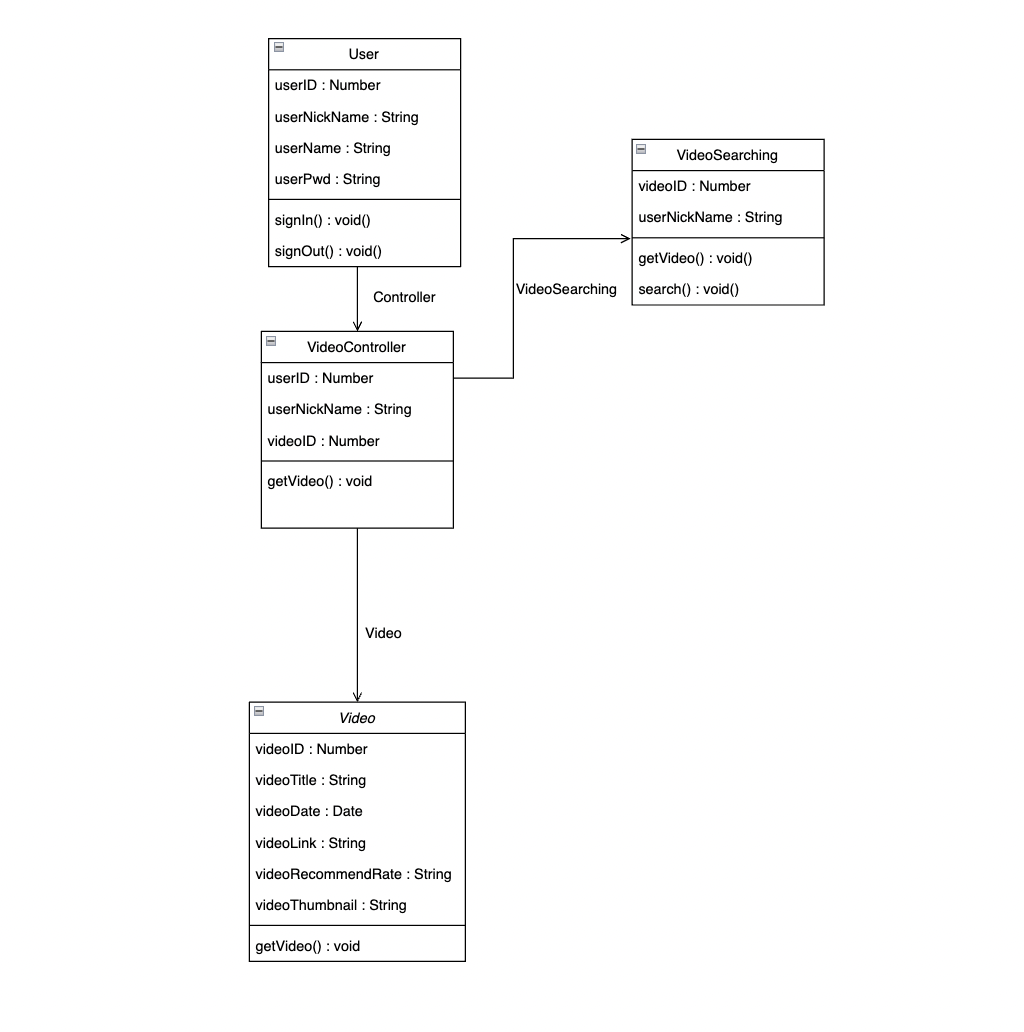 User
userID : Number
userNickName : String
userName : String
userPwd : String
signIn() : void()
signOut() : void()
Controller
VideoSearching
videoID : Number
userNickName : String
getVideo() : void()
search() : void()
VideoSearching
VideoController
userID : Number
userNickName : String
videoID : Number
getVideo() : void
Video
Video
videoID : Number
videoTitle : String
videoDate : Date
videoLink : String
videoRecommendRate : String
videoThumbnail : String
getVideo() : void